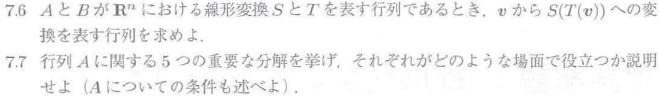 7.6 AとBがRⁿにおける線形変換SとTを表す行列であるとき，vからS(T(v))への変
換を表す行列を求めよ．
7.7 行列Aに関する5つの重要な分解を挙げ，それぞれがどのような場面で役立つか説明
せよ（Aについての条件も述べよ）．